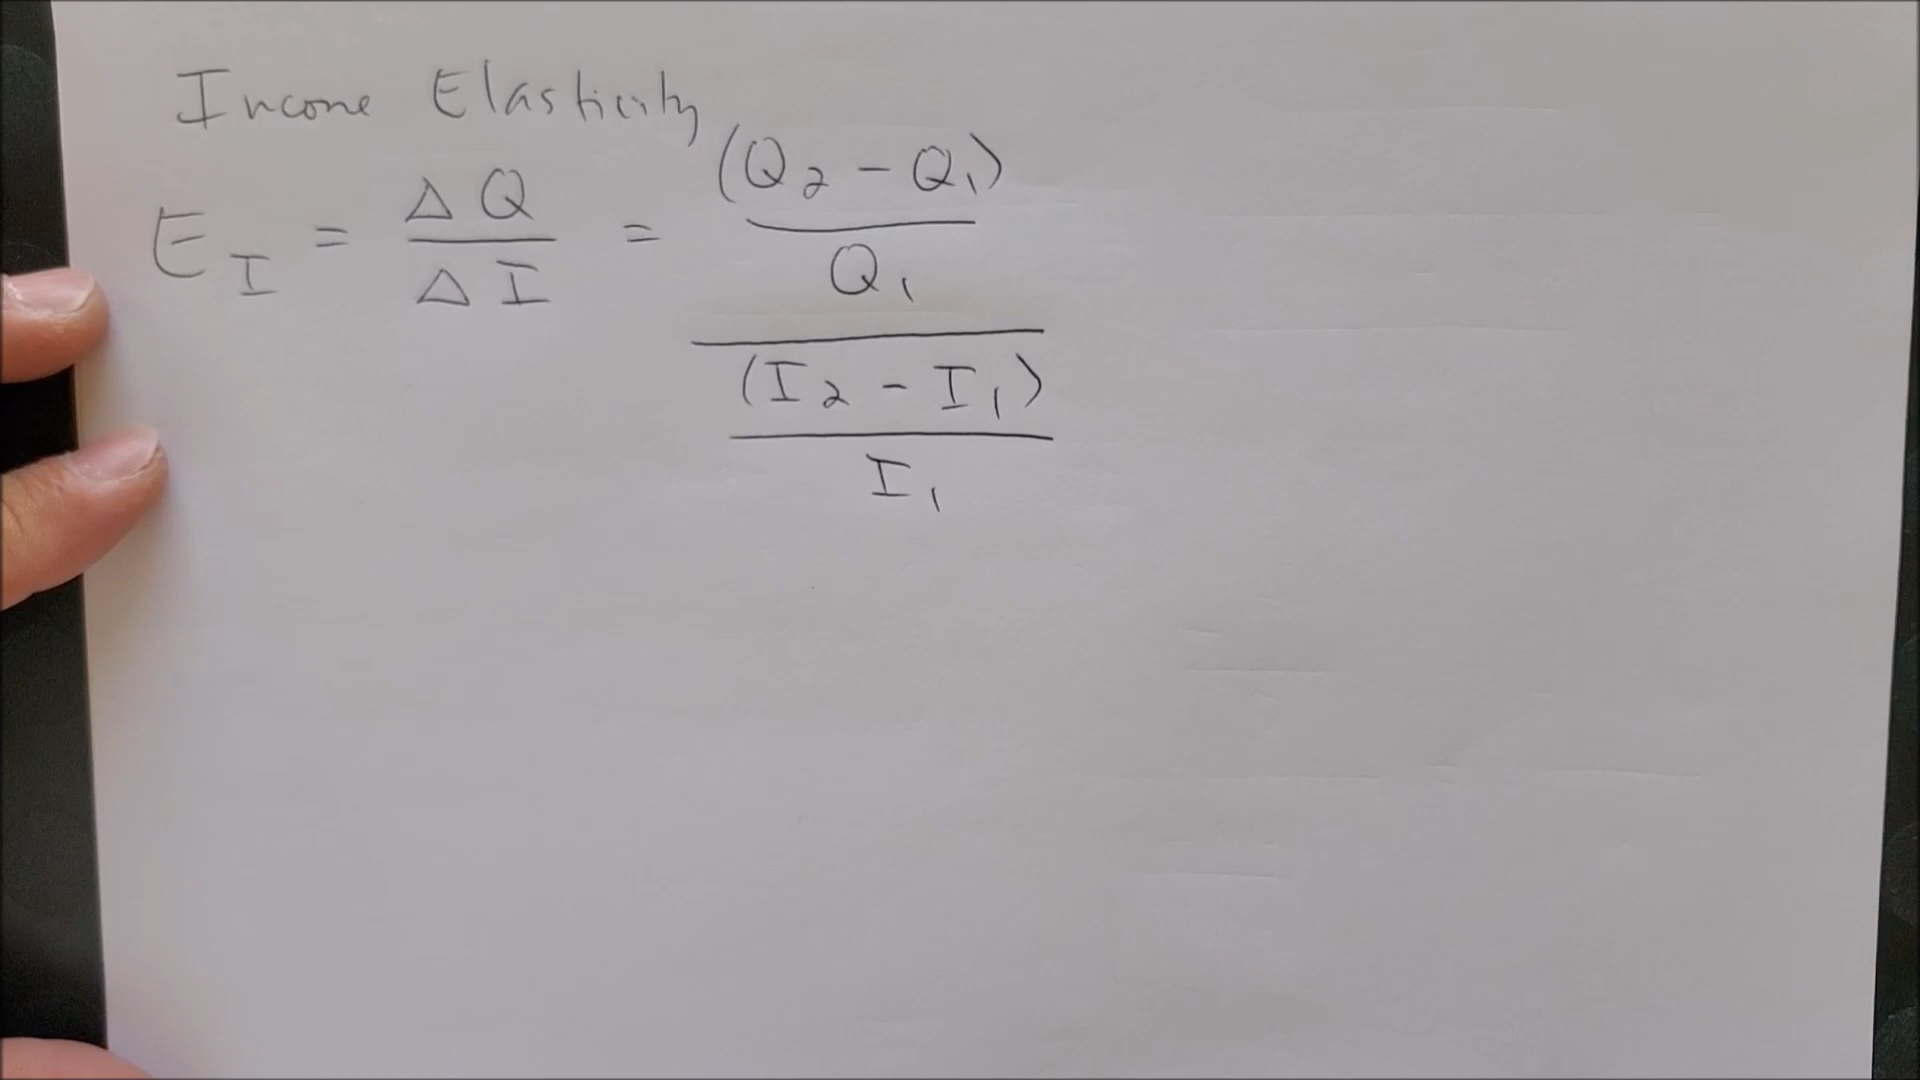 Income Elasticity
E_I = ΔQ / ΔI = ((Q₂ - Q₁) / Q₁) / ((I₂ - I₁) / I₁)